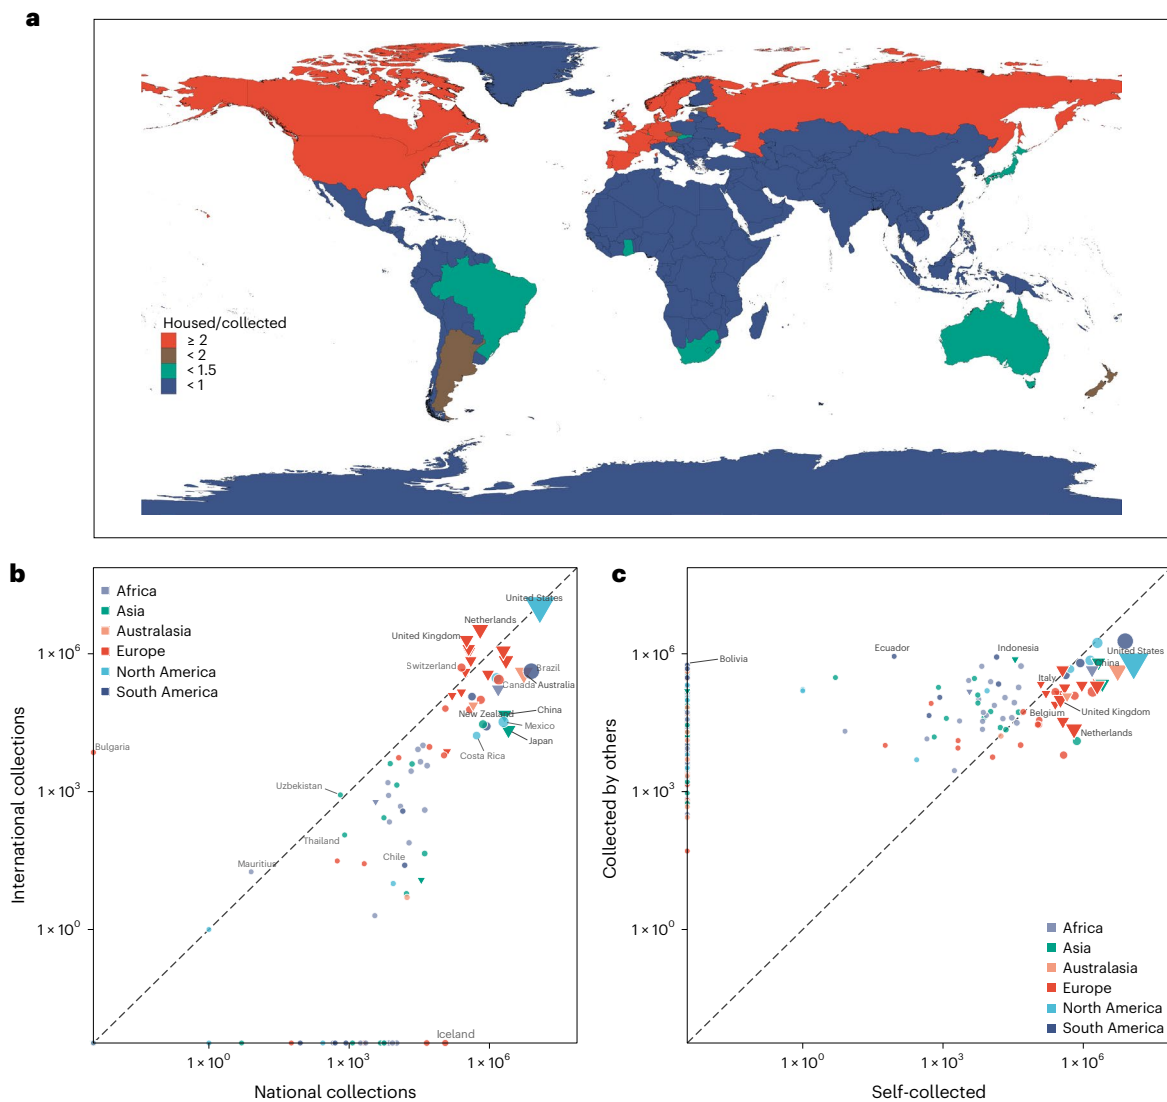 a
Housed/collected
≥ 2
< 2
< 1.5
< 1
b
Africa
Asia
Australasia
Europe
North America
South America
United States
Netherlands
United Kingdom
Switzerland
Brazil
Canada
Australia
New Zealand
China
Mexico
Japan
Costa Rica
Bulgaria
Uzbekistan
Thailand
Mauritius
Chile
Iceland
1 × 10⁶
1 × 10³
1 × 10⁰
International collections
1 × 10⁰
1 × 10³
1 × 10⁶
National collections
c
Bolivia
Ecuador
Indonesia
United States
China
Italy
Belgium
United Kingdom
Netherlands
1 × 10⁶
1 × 10³
1 × 10⁰
Collected by others
Africa
Asia
Australasia
Europe
North America
South America
1 × 10⁰
1 × 10³
1 × 10⁶
Self-collected